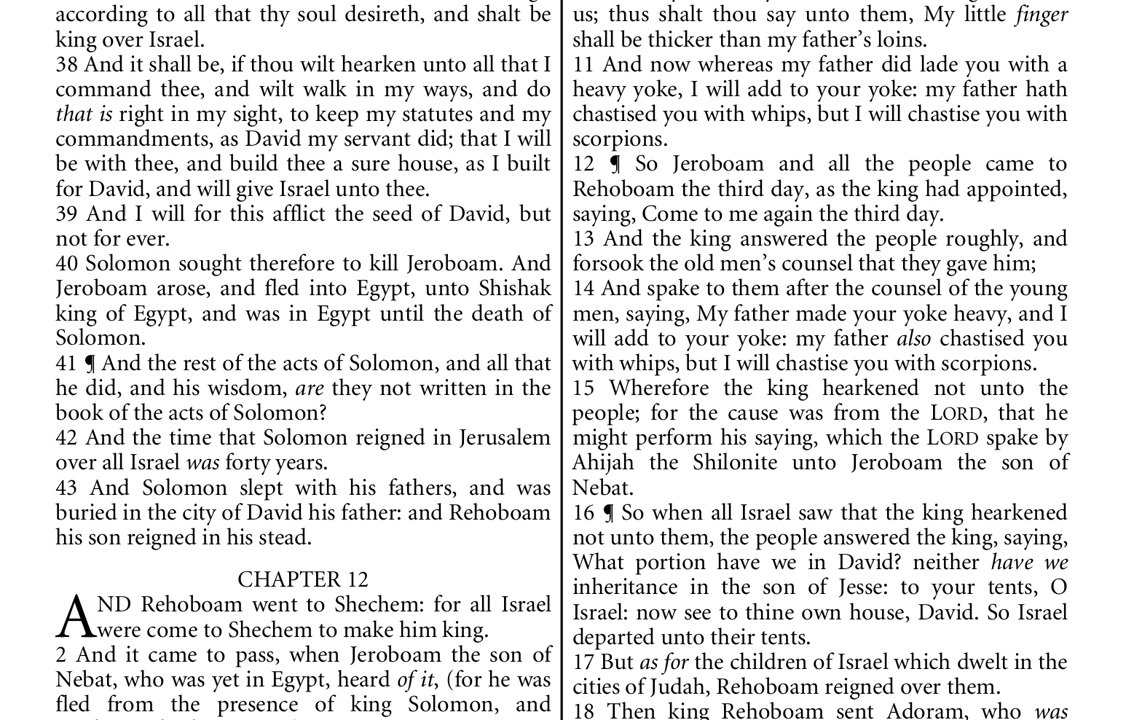 according to all that thy soul desireth, and shalt be
king over Israel.
38 And it shall be, if thou wilt hearken unto all that I
command thee, and wilt walk in my ways, and do
that is right in my sight, to keep my statutes and my
commandments, as David my servant did; that I will
be with thee, and build thee a sure house, as I built
for David, and will give Israel unto thee.
39 And I will for this afflict the seed of David, but
not for ever.
40 Solomon sought therefore to kill Jeroboam. And
Jeroboam arose, and fled into Egypt, unto Shishak
king of Egypt, and was in Egypt until the death of
Solomon.
41 ¶ And the rest of the acts of Solomon, and all that
he did, and his wisdom, are they not written in the
book of the acts of Solomon?
42 And the time that Solomon reigned in Jerusalem
over all Israel was forty years.
43 And Solomon slept with his fathers, and was
buried in the city of David his father: and Rehoboam
his son reigned in his stead.
CHAPTER 12
AND Rehoboam went to Shechem: for all Israel
were come to Shechem to make him king.
2 And it came to pass, when Jeroboam the son of
Nebat, who was yet in Egypt, heard of it, (for he was
fled from the presence of king Solomon, and
us; thus shalt thou say unto them, My little finger
shall be thicker than my father's loins.
11 And now whereas my father did lade you with a
heavy yoke, I will add to your yoke: my father hath
chastised you with whips, but I will chastise you with
scorpions.
12 ¶ So Jeroboam and all the people came to
Rehoboam the third day, as the king had appointed,
saying, Come to me again the third day.
13 And the king answered the people roughly, and
forsook the old men's counsel that they gave him;
14 And spake to them after the counsel of the young
men, saying, My father made your yoke heavy, and I
will add to your yoke: my father also chastised you
with whips, but I will chastise you with scorpions.
15 Wherefore the king hearkened not unto the
people; for the cause was from the LORD, that he
might perform his saying, which the LORD spake by
Ahijah the Shilonite unto Jeroboam the son of
Nebat.
16 ¶ So when all Israel saw that the king hearkened
not unto them, the people answered the king, saying,
What portion have we in David? neither have we
inheritance in the son of Jesse: to your tents, O
Israel: now see to thine own house, David. So Israel
departed unto their tents.
17 But as for the children of Israel which dwelt in the
cities of Judah, Rehoboam reigned over them.
18 Then king Rehoboam sent Adoram, who was